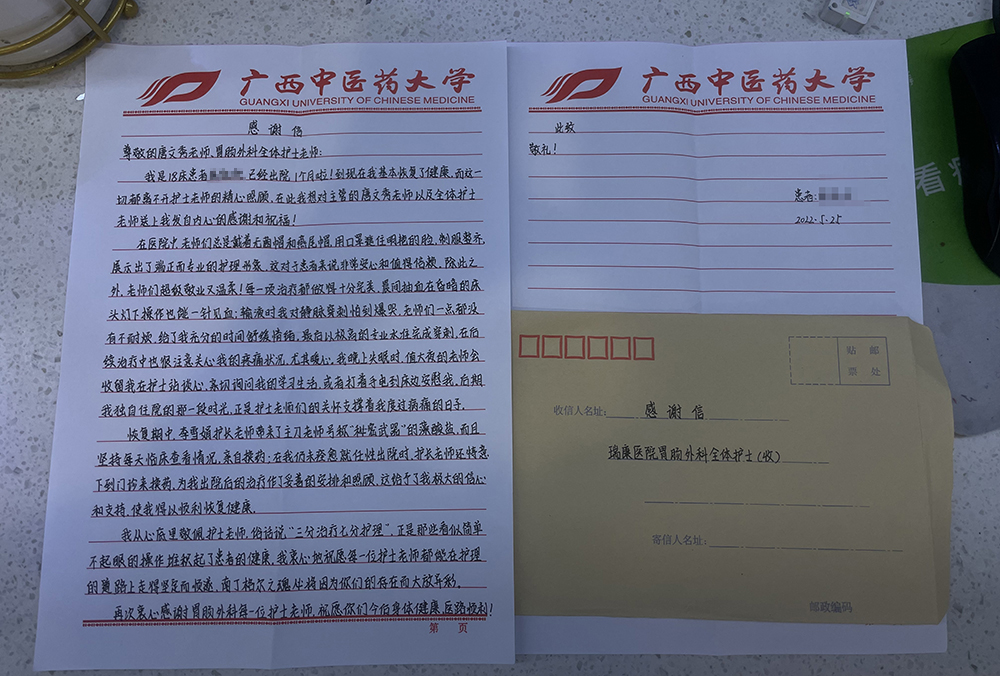 广西中医药大学
GUANGXI UNIVERSITY OF CHINESE MEDICINE
感谢信
尊敬的唐文秀老师、胃肠外科全体护士老师:
我是18床患者 已经出院1个月啦!到现在我基本恢复了健康,而这一
切都离不开护士老师的精心照顾,在此我想对主管的唐文秀老师以及全体护士
老师送上我发自内心的感谢和祝福!
在医院中,老师们总是戴着无菌帽和燕尾帽,用口罩遮住明艳的脸,制服整齐,
展示出了端正而专业的护理形象,这对于患者来说非常安心和值得信赖,除此之
外,老师们超级敬业又温柔!每一项治疗都做得十分完美,晨间抽血在昏暗的床
头灯下操作也能一针见血;输液时我对静脉穿刺怕到爆哭,老师们一点都没
有不耐烦,给了我充分的时间舒缓情绪,最后以极高的专业水准完成穿刺,在后
续治疗中也很注意关心我的疼痛状况,尤其暖心,我晚上失眠时,值大夜的老师会
收留我在护士站谈心,亲切询问我的学习生活,或者打着手电到床边安慰我,后期
我独自住院的那一段时光,正是护士老师们的关怀支撑着我度过病痛的日子。
恢复期中,李雪娟护长老师带来了主刀老师号称“秘密武器”的藻酸盐,而且
坚持每天临床查看情况,亲自换药;在我仍未痊愈就任性出院时,护长老师还特意
下到门诊来换药,为我出院后的治疗作了妥善的安排和照顾,这给予了我极大的信心
和支持,使我得以顺利恢复健康。
我从心底里敬佩护士老师,俗话说“三分治疗七分护理”,正是那些看似简单
不起眼的操作堆积起了患者的健康,我衷心地祝愿每一位护士老师都能在护理
的道路上走得坚定而顺遂,南丁格尔之魂也将因为你们的存在而大放异彩。
再次衷心感谢胃肠外科每一位护士老师,祝愿你们今后身体健康,医路顺利!
第 页
广西中医药大学
GUANGXI UNIVERSITY OF CHINESE MEDICINE
此致
敬礼!
患者:
2022.5.25
贴 邮
票 处
收信人名址: 感谢信
瑞康医院胃肠外科全体护士(收)
寄信人名址:
邮政编码
看